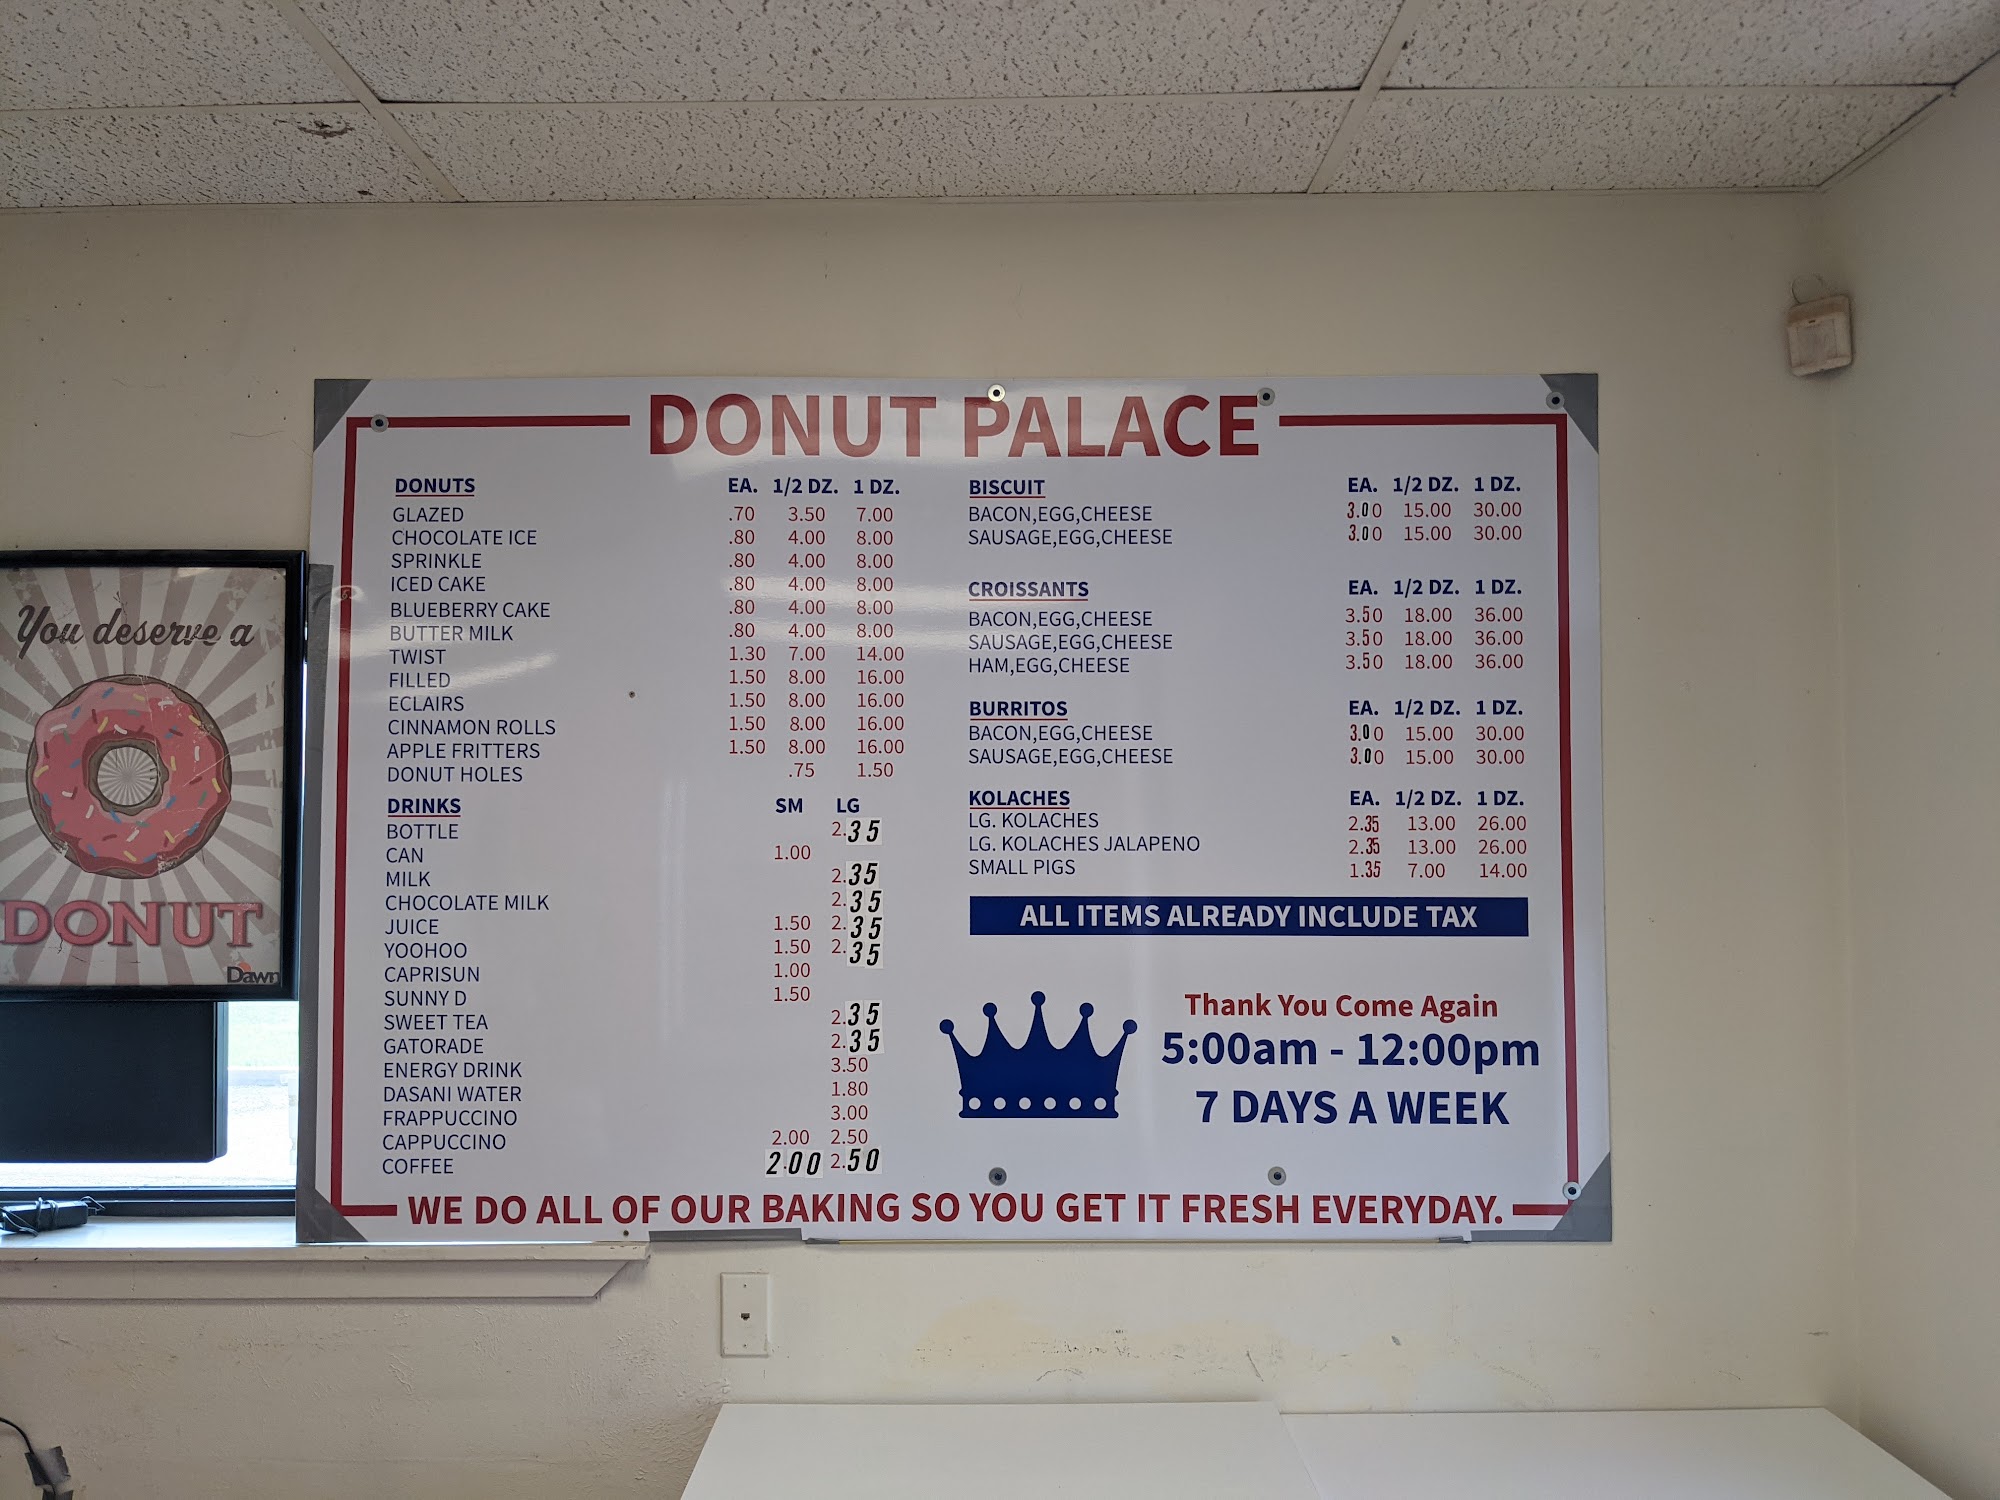 DONUT PALACE
DONUTS EA. 1/2 DZ. 1 DZ.
GLAZED .70 3.50 7.00
CHOCOLATE ICE .80 4.00 8.00
SPRINKLE .80 4.00 8.00
ICED CAKE .80 4.00 8.00
BLUEBERRY CAKE .80 4.00 8.00
BUTTER MILK .80 4.00 8.00
TWIST 1.30 7.00 14.00
FILLED 1.50 8.00 16.00
ECLAIRS 1.50 8.00 16.00
CINNAMON ROLLS 1.50 8.00 16.00
APPLE FRITTERS 1.50 8.00 16.00
DONUT HOLES .75 1.50
DRINKS SM LG
BOTTLE 2.35
CAN 1.00
MILK 2.35
CHOCOLATE MILK 2.35
JUICE 1.50 2.35
YOOHOO 1.50 2.35
CAPRISUN 1.00
SUNNY D 1.50
SWEET TEA 2.35
GATORADE 2.35
ENERGY DRINK 3.50
DASANI WATER 1.80
FRAPPUCCINO 3.00
CAPPUCCINO 2.00 2.50
COFFEE 2.00 2.50
BISCUIT EA. 1/2 DZ. 1 DZ.
BACON,EGG,CHEESE 3.00 15.00 30.00
SAUSAGE,EGG,CHEESE 3.00 15.00 30.00
CROISSANTS EA. 1/2 DZ. 1 DZ.
BACON,EGG,CHEESE 3.50 18.00 36.00
SAUSAGE,EGG,CHEESE 3.50 18.00 36.00
HAM,EGG,CHEESE 3.50 18.00 36.00
BURRITOS EA. 1/2 DZ. 1 DZ.
BACON,EGG,CHEESE 3.00 15.00 30.00
SAUSAGE,EGG,CHEESE 3.00 15.00 30.00
KOLACHES EA. 1/2 DZ. 1 DZ.
LG. KOLACHES 2.35 13.00 26.00
LG. KOLACHES JALAPENO 2.35 13.00 26.00
SMALL PIGS 1.35 7.00 14.00
ALL ITEMS ALREADY INCLUDE TAX
Thank You Come Again
5:00am - 12:00pm
7 DAYS A WEEK
WE DO ALL OF OUR BAKING SO YOU GET IT FRESH EVERYDAY.
You deserve a
DONUT
Dawn